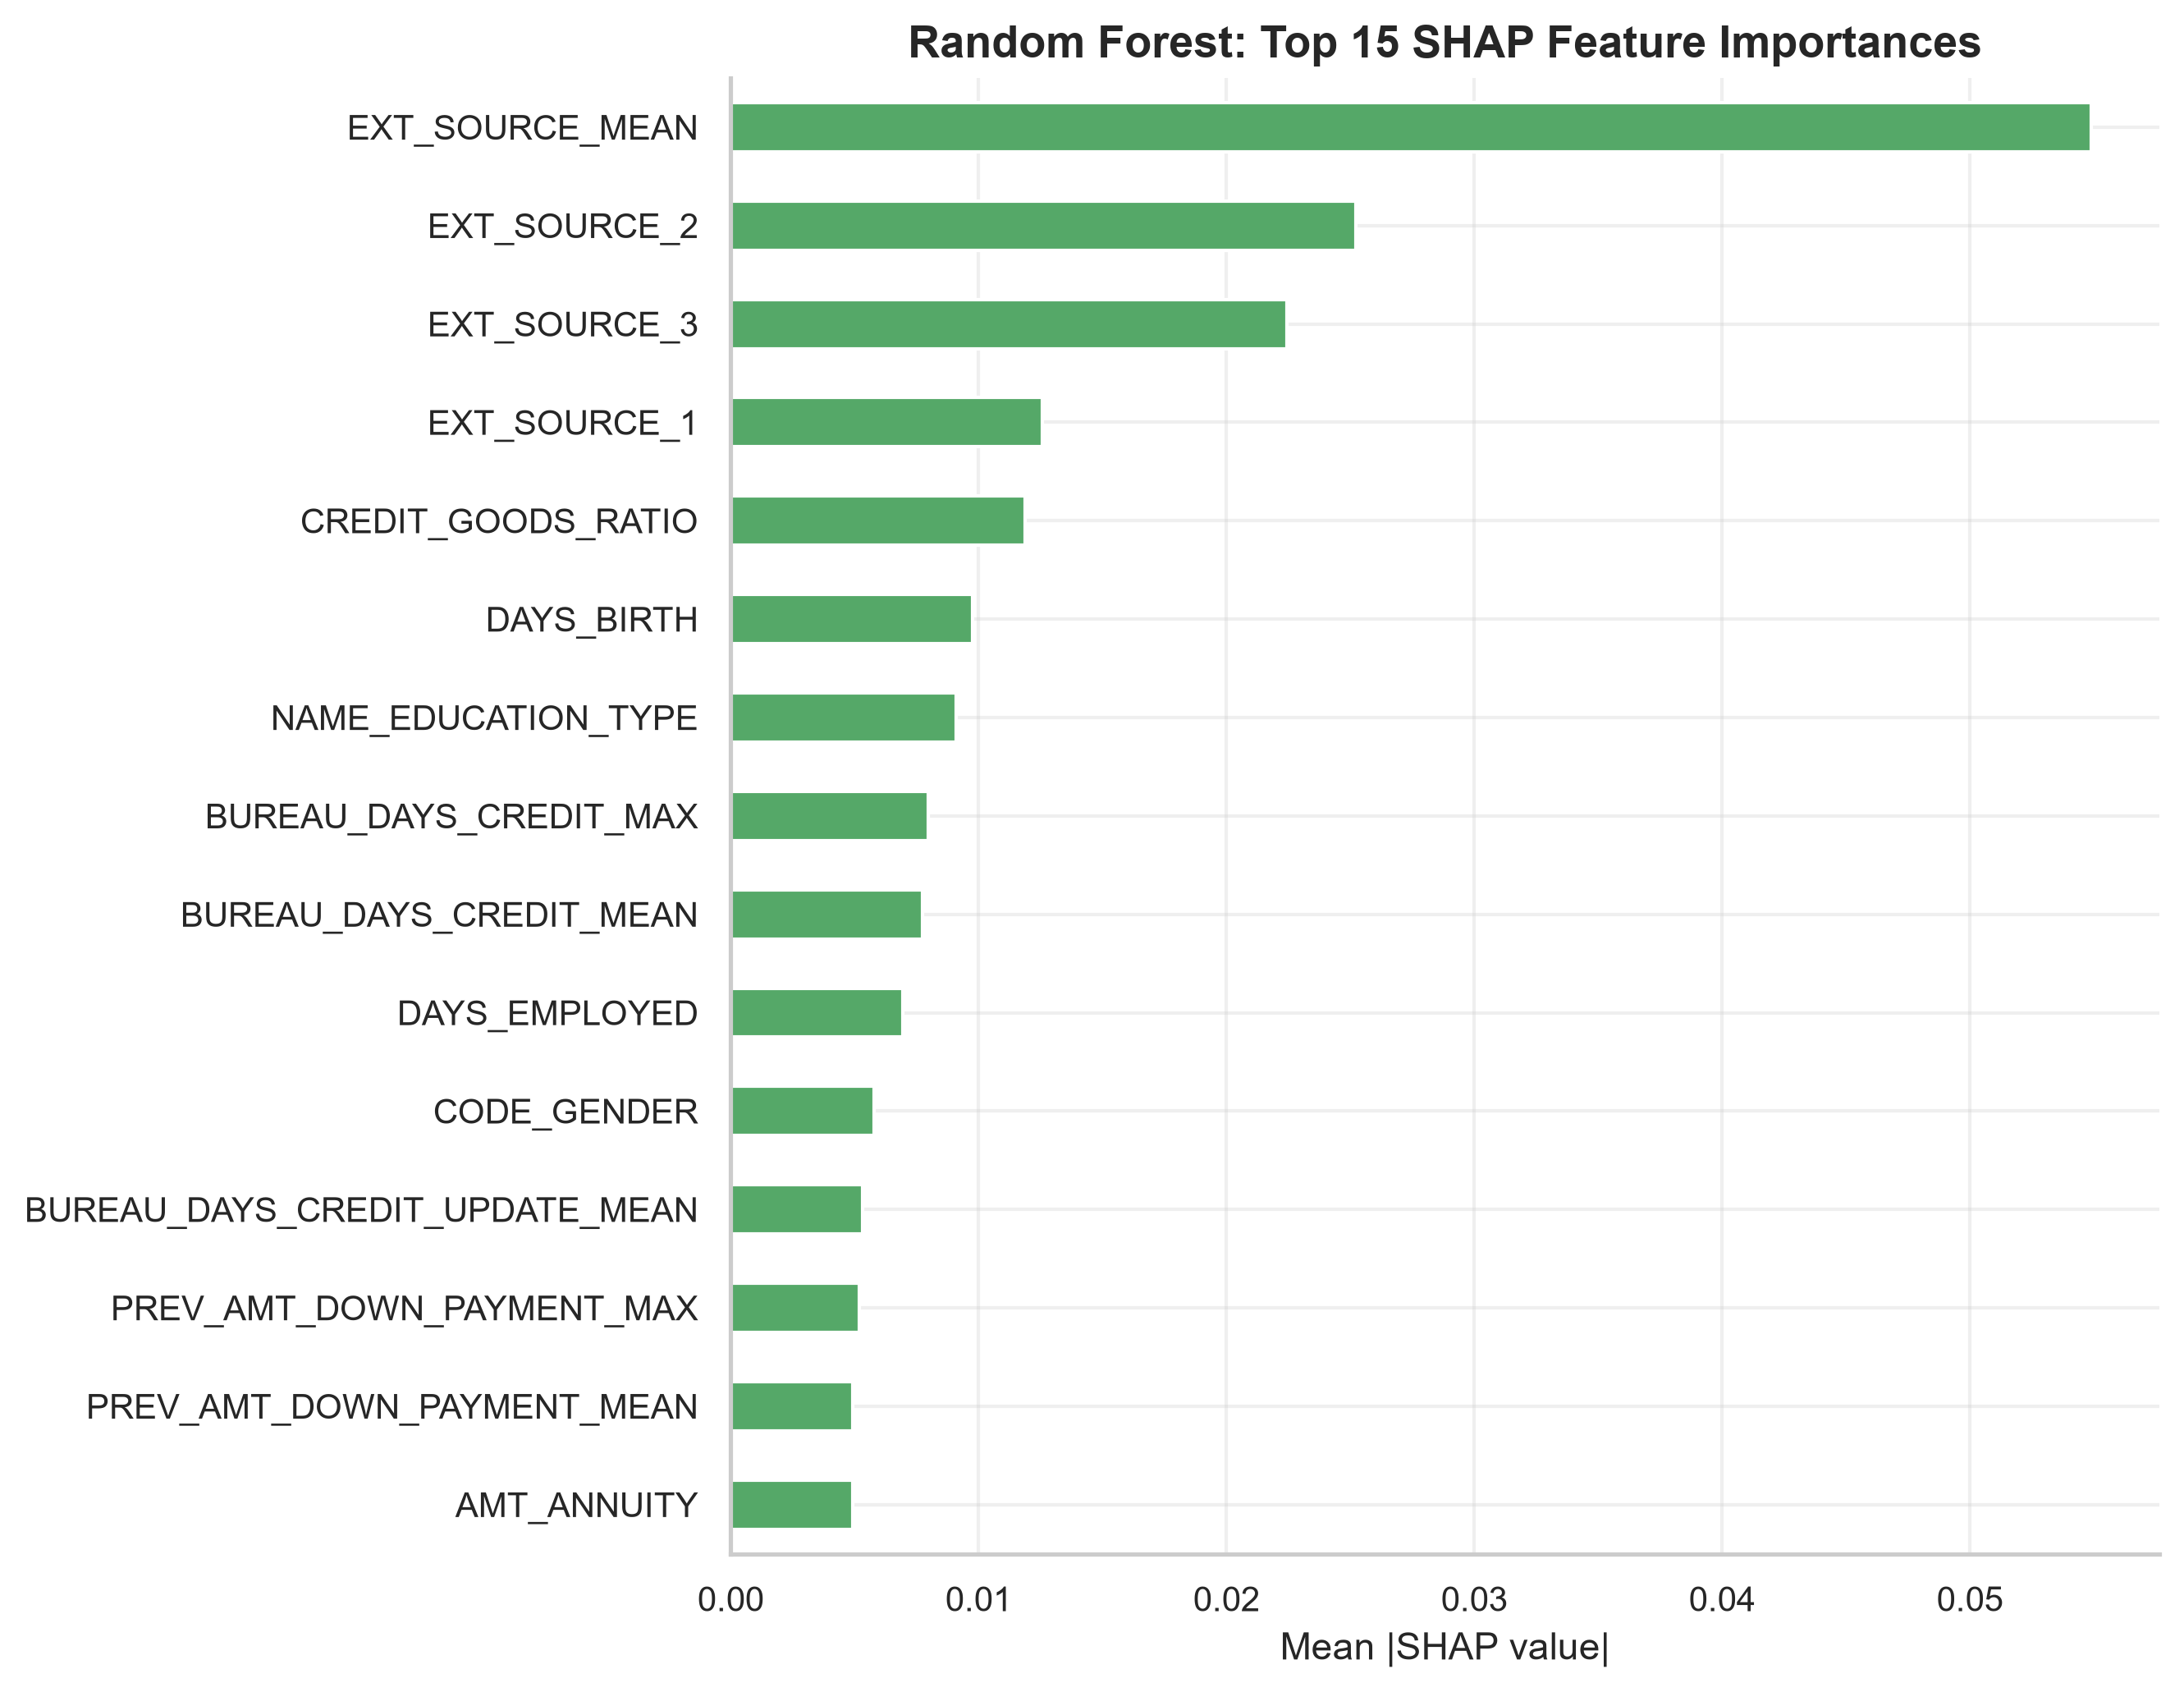 Random Forest: Top 15 SHAP Feature Importances
EXT_SOURCE_MEAN
EXT_SOURCE_2
EXT_SOURCE_3
EXT_SOURCE_1
CREDIT_GOODS_RATIO
DAYS_BIRTH
NAME_EDUCATION_TYPE
BUREAU_DAYS_CREDIT_MAX
BUREAU_DAYS_CREDIT_MEAN
DAYS_EMPLOYED
CODE_GENDER
BUREAU_DAYS_CREDIT_UPDATE_MEAN
PREV_AMT_DOWN_PAYMENT_MAX
PREV_AMT_DOWN_PAYMENT_MEAN
AMT_ANNUITY
0.00 0.01 0.02 0.03 0.04 0.05
Mean |SHAP value|